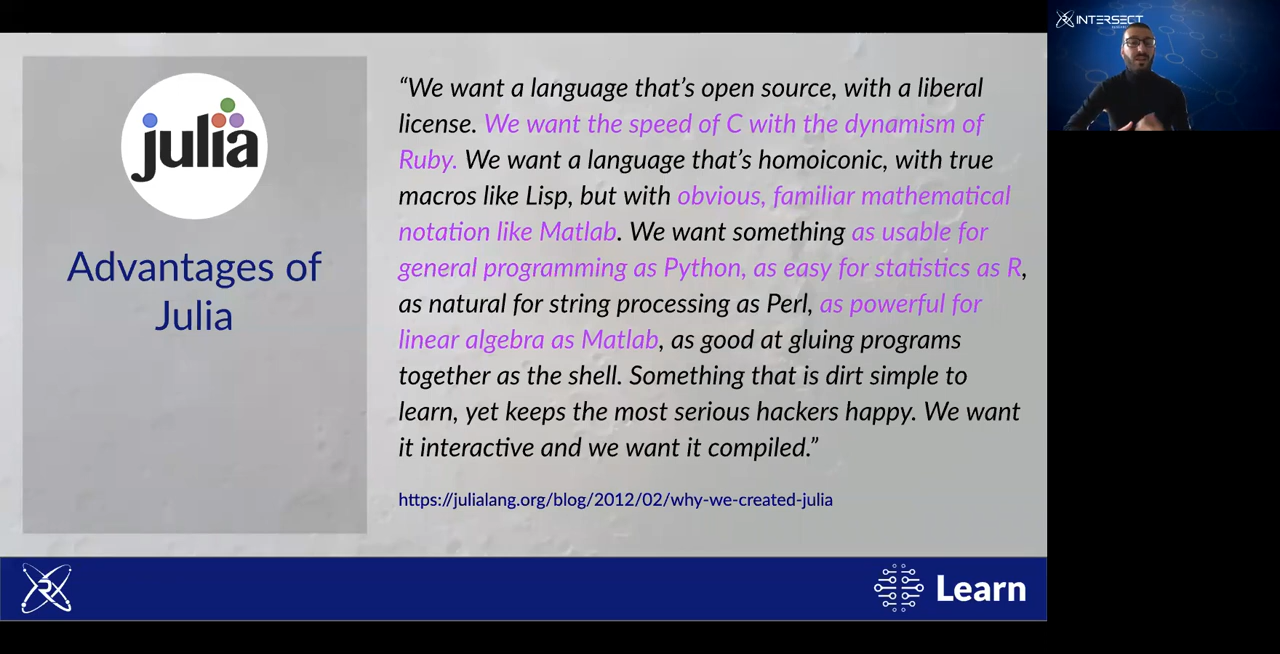 julia
Advantages of
Julia
“We want a language that’s open source, with a liberal
license. We want the speed of C with the dynamism of
Ruby. We want a language that’s homoiconic, with true
macros like Lisp, but with obvious, familiar mathematical
notation like Matlab. We want something as usable for
general programming as Python, as easy for statistics as R,
as natural for string processing as Perl, as powerful for
linear algebra as Matlab, as good at gluing programs
together as the shell. Something that is dirt simple to
learn, yet keeps the most serious hackers happy. We want
it interactive and we want it compiled.”
https://julialang.org/blog/2012/02/why-we-created-julia
Learn
INTERSECT